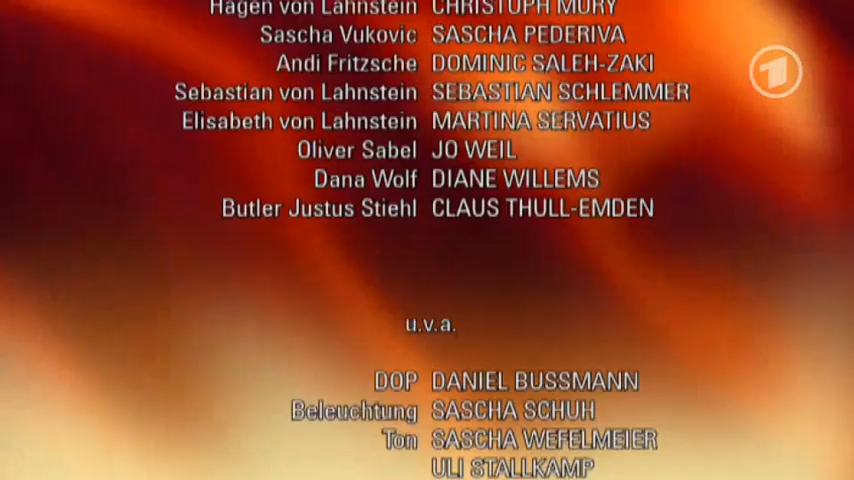 Hagen von Lahnstein CHRISTOPH MORY
Sascha Vukovic SASCHA PEDERIVA
Andi Fritzsche DOMINIC SALEH-ZAKI
Sebastian von Lahnstein SEBASTIAN SCHLEMMER
Elisabeth von Lahnstein MARTINA SERVATIUS
Oliver Sabel JO WEIL
Dana Wolf DIANE WILLEMS
Butler Justus Stiehl CLAUS THULL-EMDEN
u.v.a.
DOP DANIEL BUSSMANN
Beleuchtung SASCHA SCHUH
Ton SASCHA WEFELMEIER
ULI STALLKAMP
1